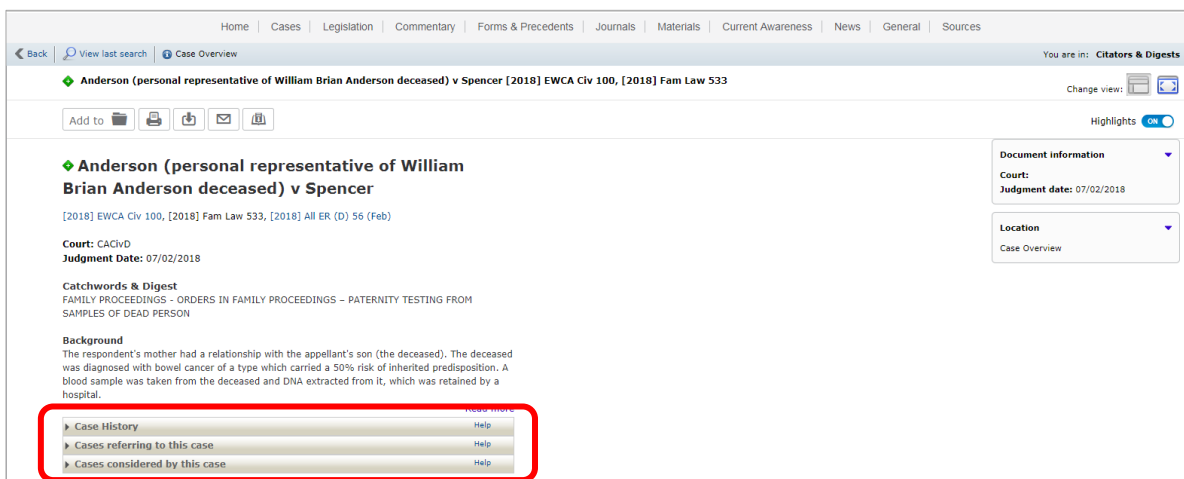 Home Cases Legislation Commentary Forms & Precedents Journals Materials Current Awareness News General Sources
Back View last search Case Overview You are in: Citators & Digests
Anderson (personal representative of William Brian Anderson deceased) v Spencer [2018] EWCA Civ 100, [2018] Fam Law 533
Change view:
Add to
Highlights ON
Anderson (personal representative of William
Brian Anderson deceased) v Spencer
[2018] EWCA Civ 100, [2018] Fam Law 533, [2018] All ER (D) 56 (Feb)
Court: CACivD
Judgment Date: 07/02/2018
Catchwords & Digest
FAMILY PROCEEDINGS - ORDERS IN FAMILY PROCEEDINGS – PATERNITY TESTING FROM
SAMPLES OF DEAD PERSON
Background
The respondent's mother had a relationship with the appellant's son (the deceased). The deceased
was diagnosed with bowel cancer of a type which carried a 50% risk of inherited predisposition. A
blood sample was taken from the deceased and DNA extracted from it, which was retained by a
hospital.
Read more
Case History Help
Cases referring to this case Help
Cases considered by this case Help
Document information
Court:
Judgment date: 07/02/2018
Location
Case Overview